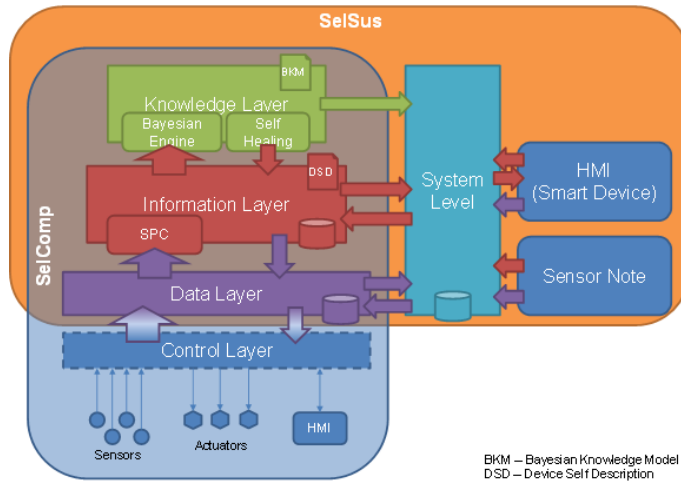 SelSus
SelComp
BKM
Knowledge Layer
Bayesian
Engine
Self
Healing
DSD
Information Layer
SPC
System
Level
HMI
(Smart Device)
Sensor Note
Data Layer
Control Layer
Sensors
Actuators
HMI
BKM – Bayesian Knowledge Model
DSD – Device Self Description